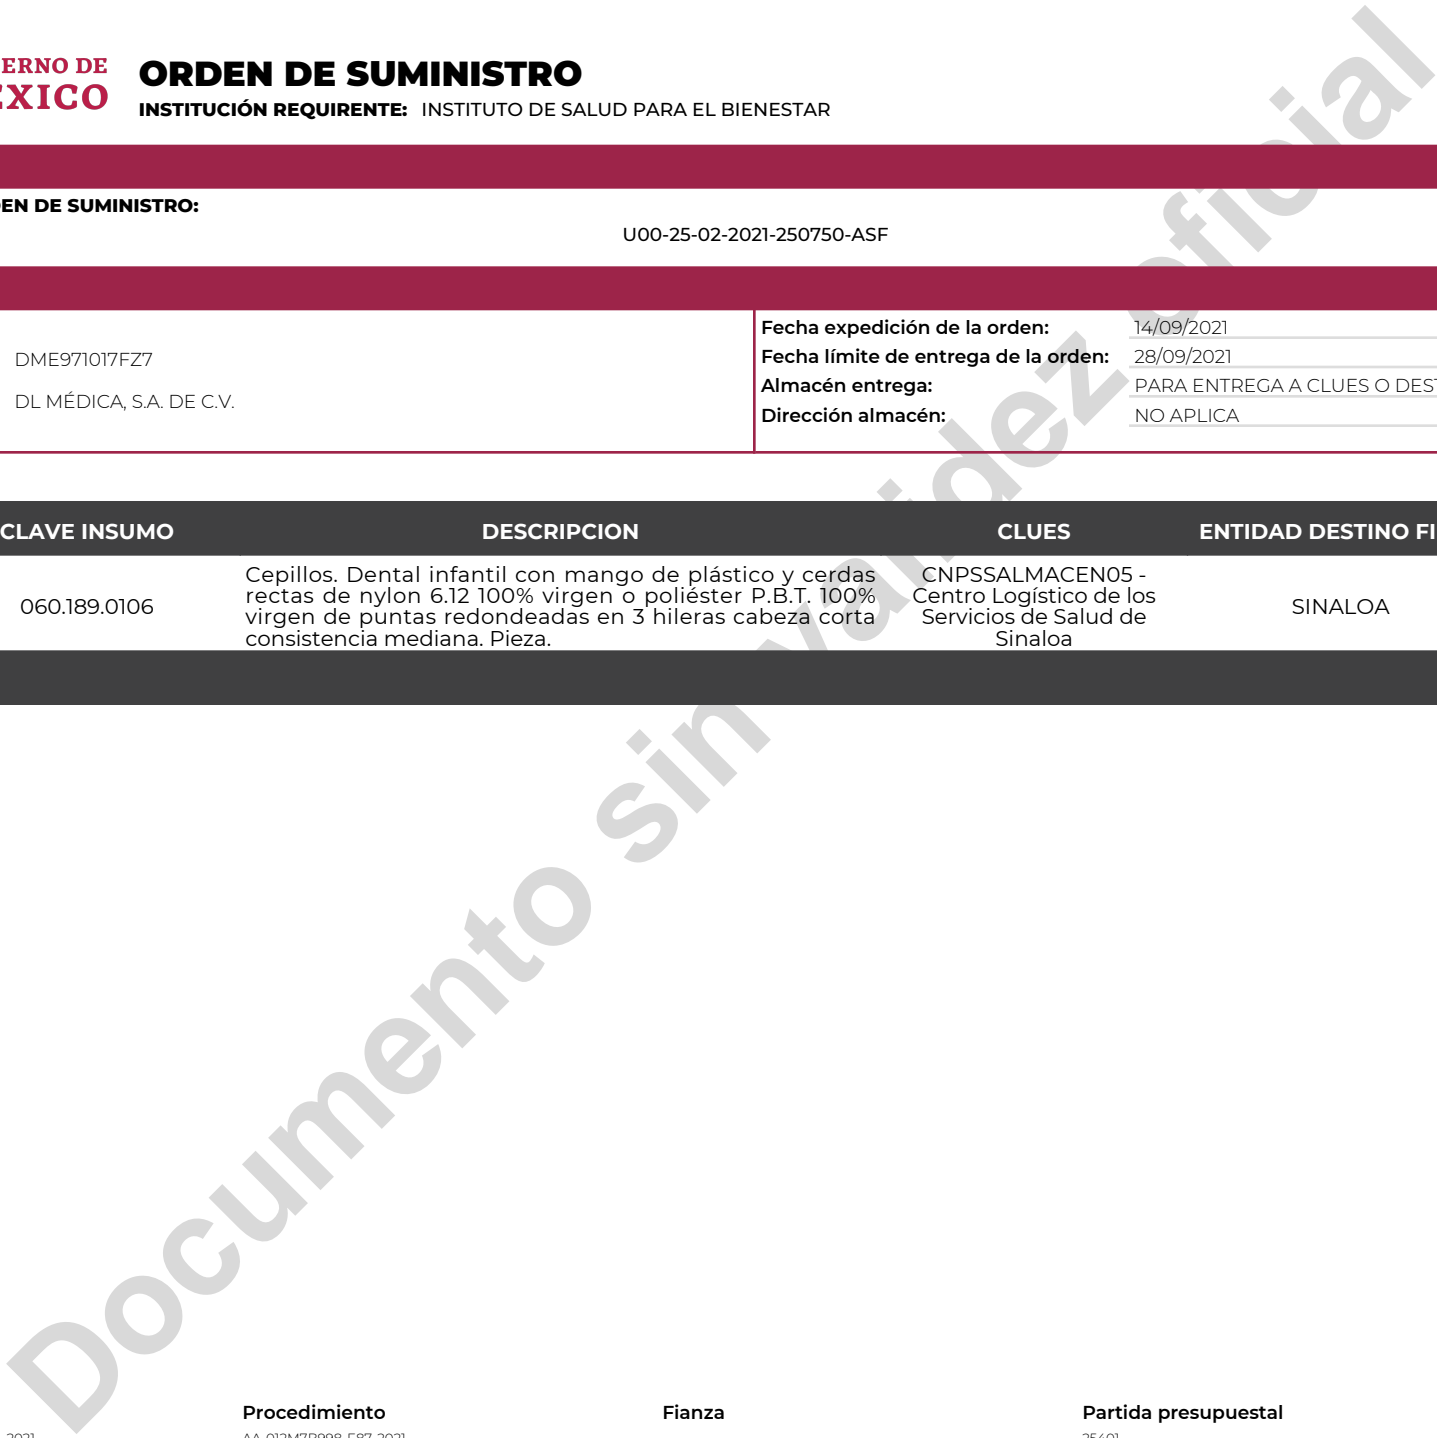 ERNO DE
EXICO
ORDEN DE SUMINISTRO
INSTITUCIÓN REQUIRENTE: INSTITUTO DE SALUD PARA EL BIENESTAR
EN DE SUMINISTRO:
U00-25-02-2021-250750-ASF
DME971017FZ7
DL MÉDICA, S.A. DE C.V.
Fecha expedición de la orden: 14/09/2021
Fecha límite de entrega de la orden: 28/09/2021
Almacén entrega: PARA ENTREGA A CLUES O DEST
Dirección almacén: NO APLICA
CLAVE INSUMO DESCRIPCION CLUES ENTIDAD DESTINO FI
060.189.0106
Cepillos. Dental infantil con mango de plástico y cerdas
rectas de nylon 6.12 100% virgen o poliéster P.B.T. 100%
virgen de puntas redondeadas en 3 hileras cabeza corta
consistencia mediana. Pieza.
CNPSSALMACEN05 -
Centro Logístico de los
Servicios de Salud de
Sinaloa
SINALOA
Documento sin validez oficial
Procedimiento Fianza Partida presupuestal